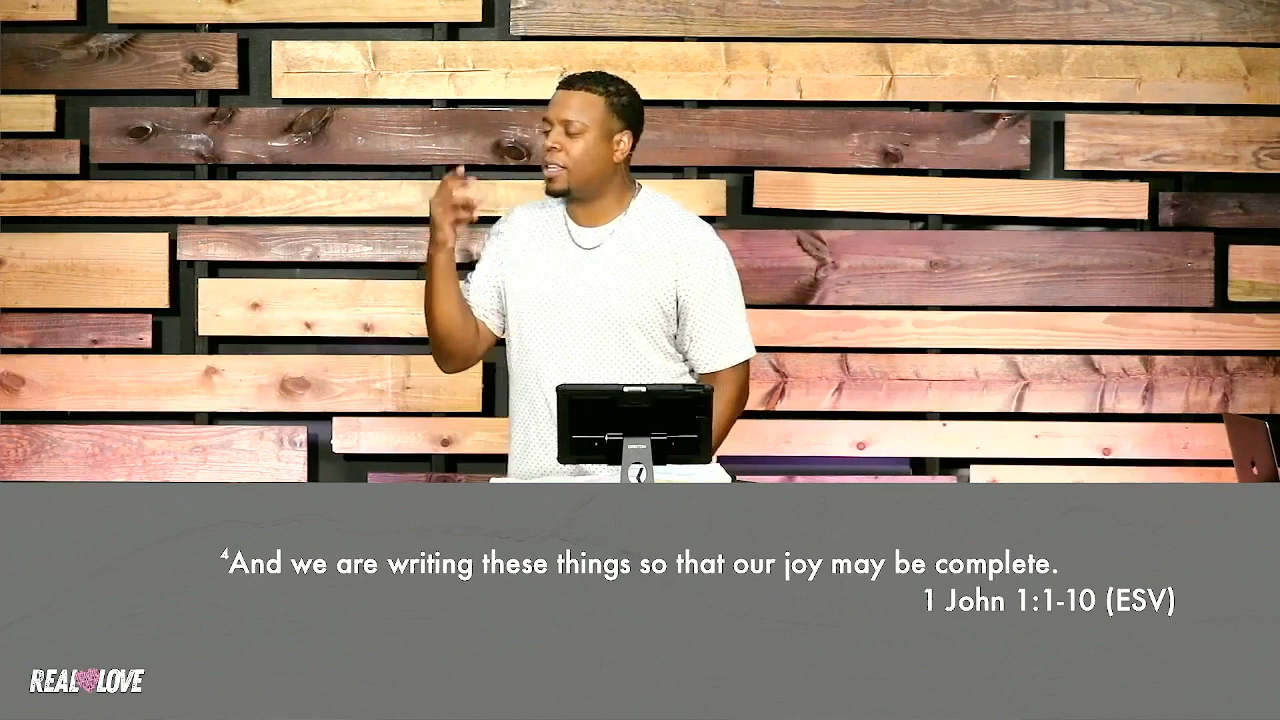 ⁴And we are writing these things so that our joy may be complete.
1 John 1:1-10 (ESV)
REAL LOVE